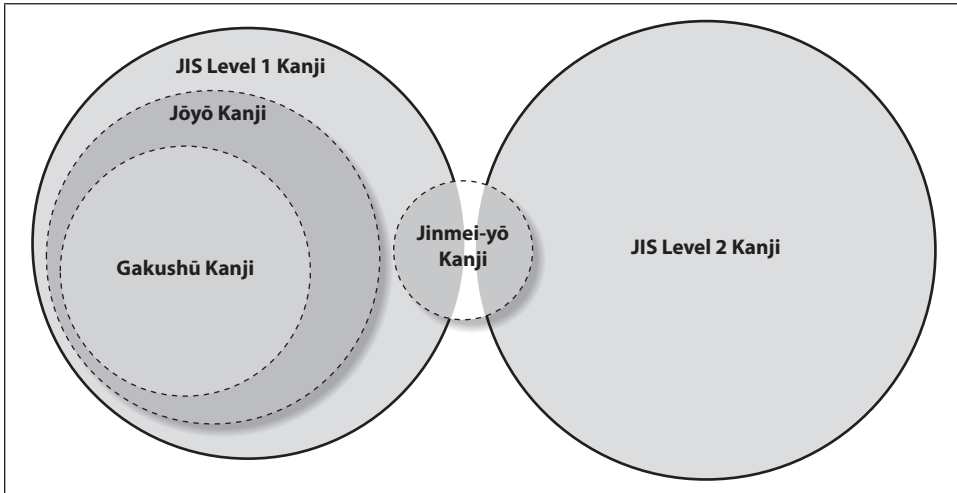 JIS Level 1 Kanji
Jōyō Kanji
Gakushū Kanji
Jinmei-yō
Kanji
JIS Level 2 Kanji